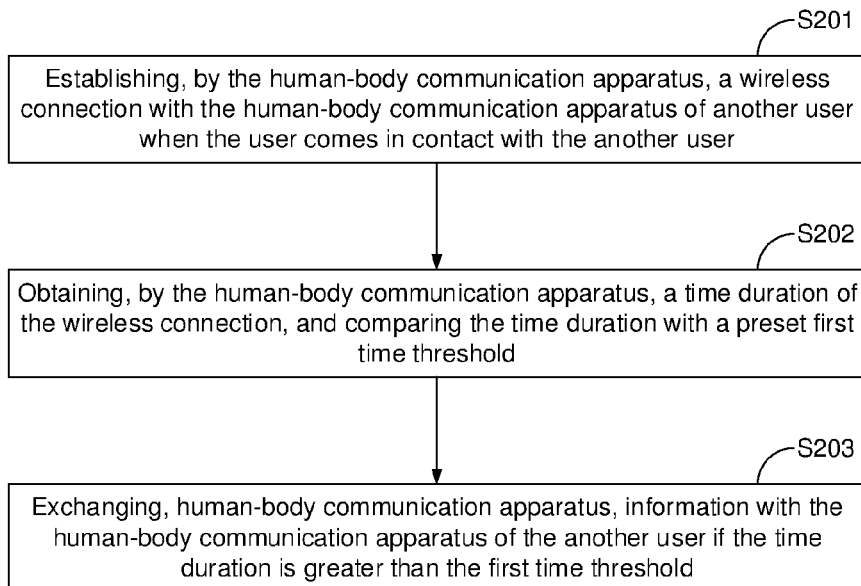 S201
Establishing, by the human-body communication apparatus, a wireless
connection with the human-body communication apparatus of another user
when the user comes in contact with the another user
S202
Obtaining, by the human-body communication apparatus, a time duration of
the wireless connection, and comparing the time duration with a preset first
time threshold
S203
Exchanging, human-body communication apparatus, information with the
human-body communication apparatus of the another user if the time
duration is greater than the first time threshold